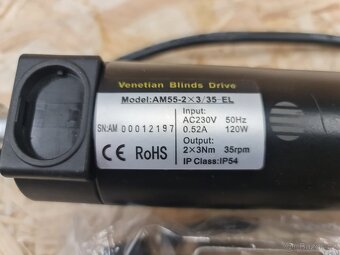 Venetian Blinds Drive
Model:AM55-2×3/35-EL
SN:AM 00012197
Input:
AC230V 50Hz
0.52A 120W
Output:
2×3Nm 35rpm
IP Class:IP54
CE RoHS